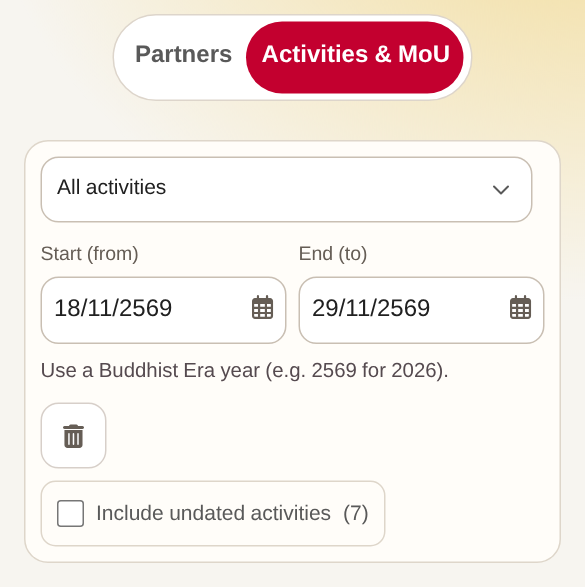 Partners
Activities & MoU
All activities
Start (from)
End (to)
18/11/2569
29/11/2569
Use a Buddhist Era year (e.g. 2569 for 2026).
Include undated activities (7)